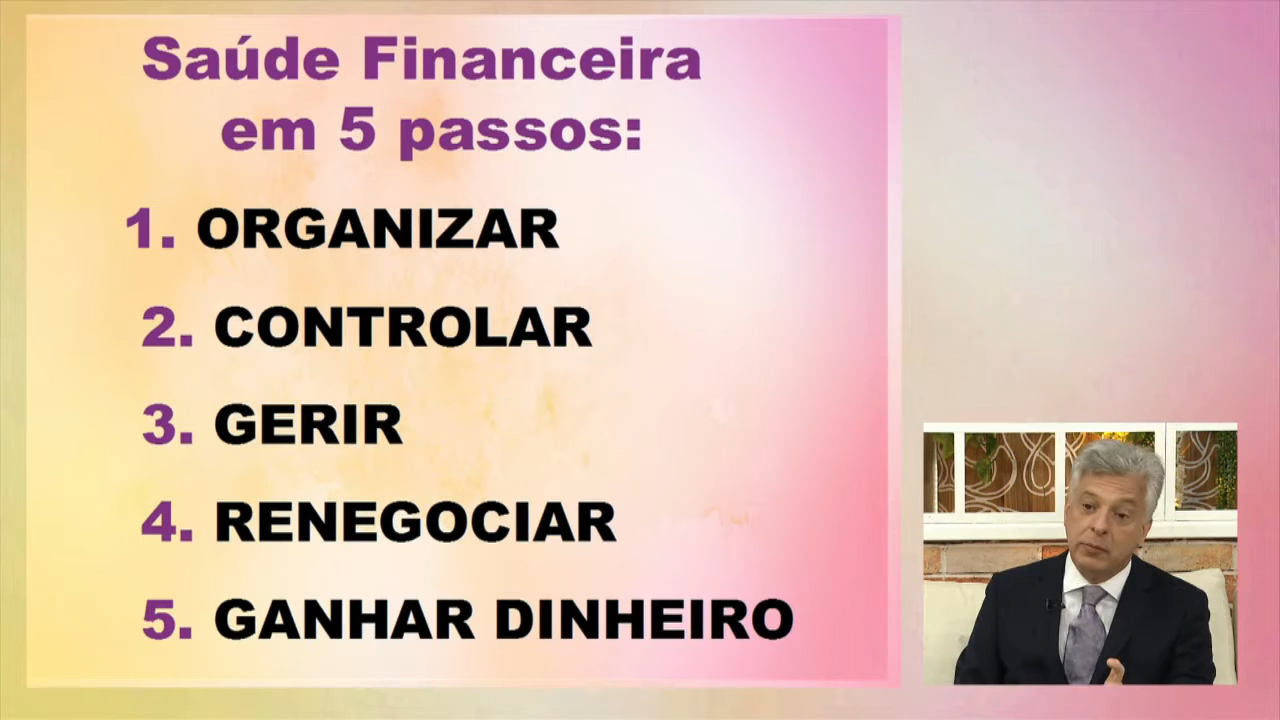 Saúde Financeira
em 5 passos:
1. ORGANIZAR
2. CONTROLAR
3. GERIR
4. RENEGOCIAR
5. GANHAR DINHEIRO